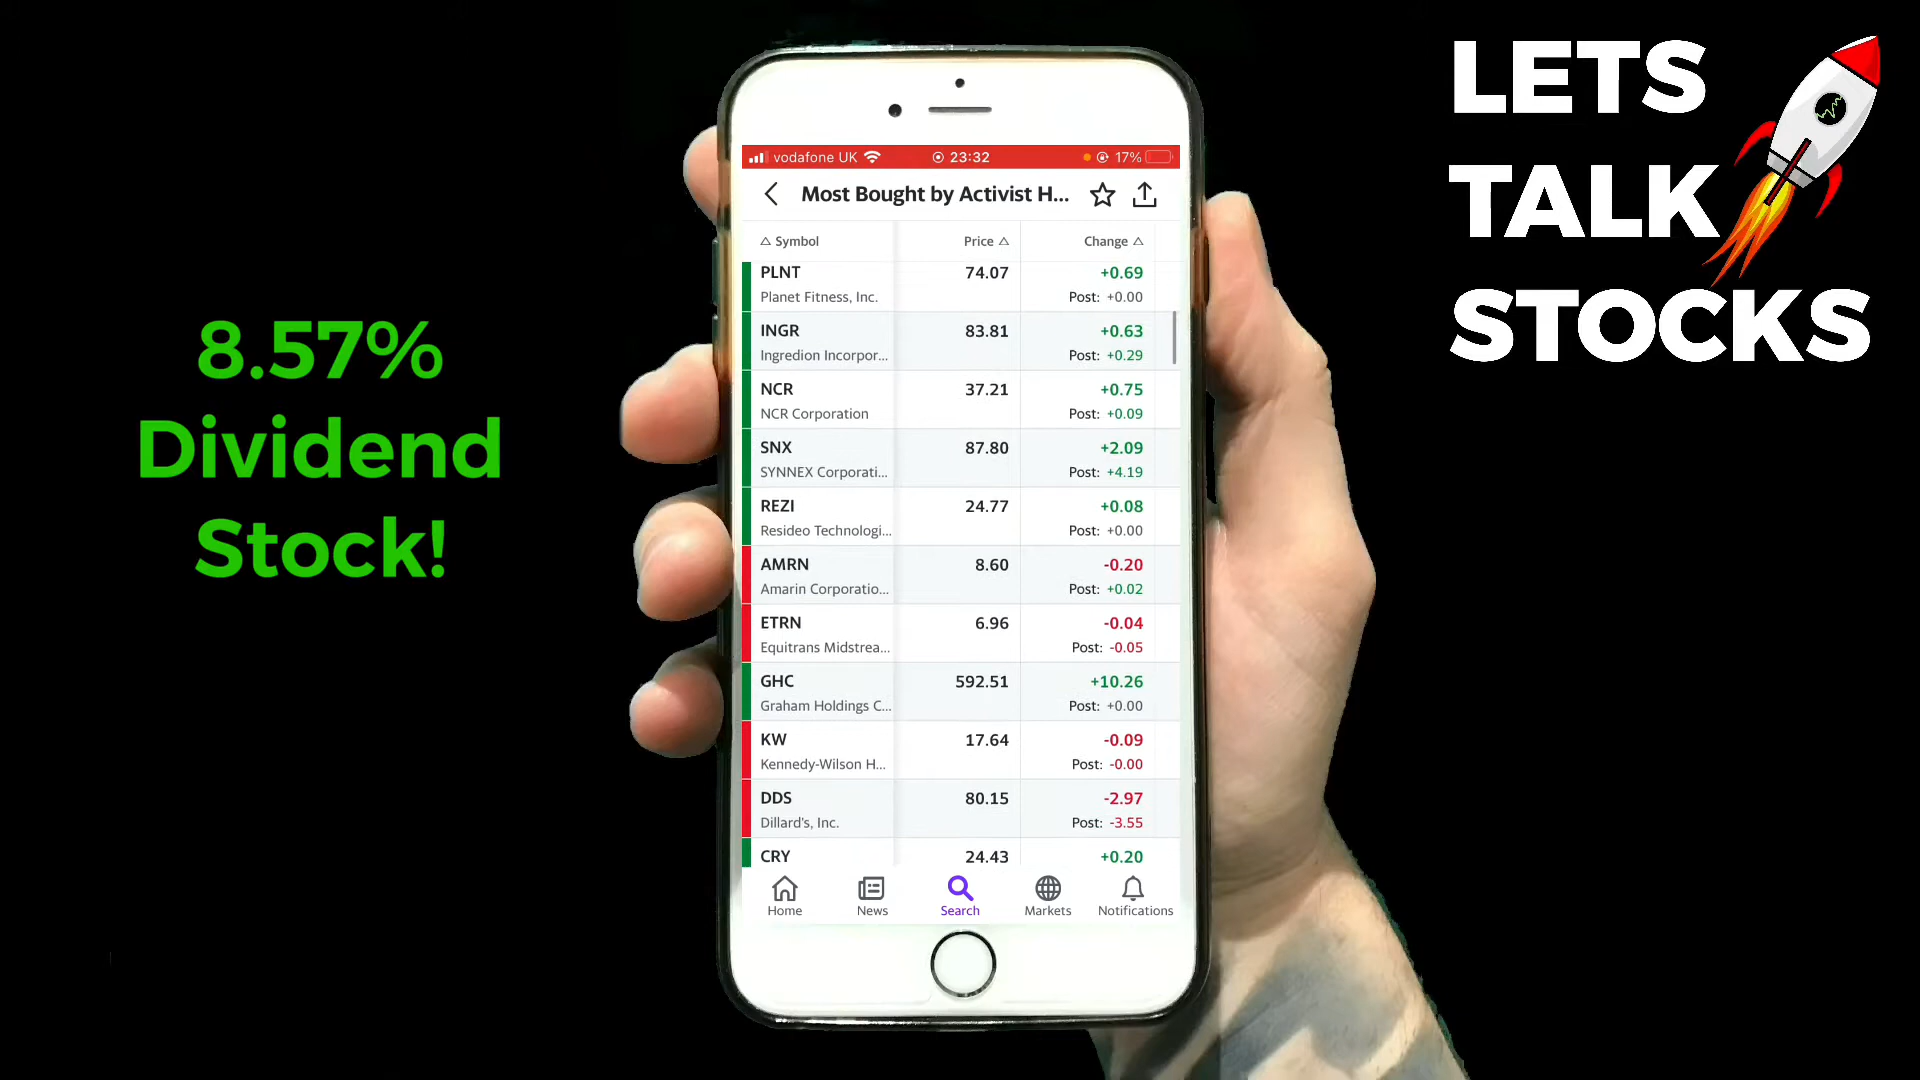 LETS
TALK
STOCKS
8.57%
Dividend
Stock!
vodafone UK 23:32 17%
Most Bought by Activist H...
Symbol Price Change
PLNT 74.07 +0.69
Planet Fitness, Inc. Post: +0.00
INGR 83.81 +0.63
Ingredion Incorpor... Post: +0.29
NCR 37.21 +0.75
NCR Corporation Post: +0.09
SNX 87.80 +2.09
SYNNEX Corporati... Post: +4.19
REZI 24.77 +0.08
Resideo Technologi... Post: +0.00
AMRN 8.60 -0.20
Amarin Corporatio... Post: +0.02
ETRN 6.96 -0.04
Equitrans Midstrea... Post: -0.05
GHC 592.51 +10.26
Graham Holdings C... Post: +0.00
KW 17.64 -0.09
Kennedy-Wilson H... Post: -0.00
DDS 80.15 -2.97
Dillard's, Inc. Post: -3.55
CRY 24.43 +0.20
Home News Search Markets Notifications